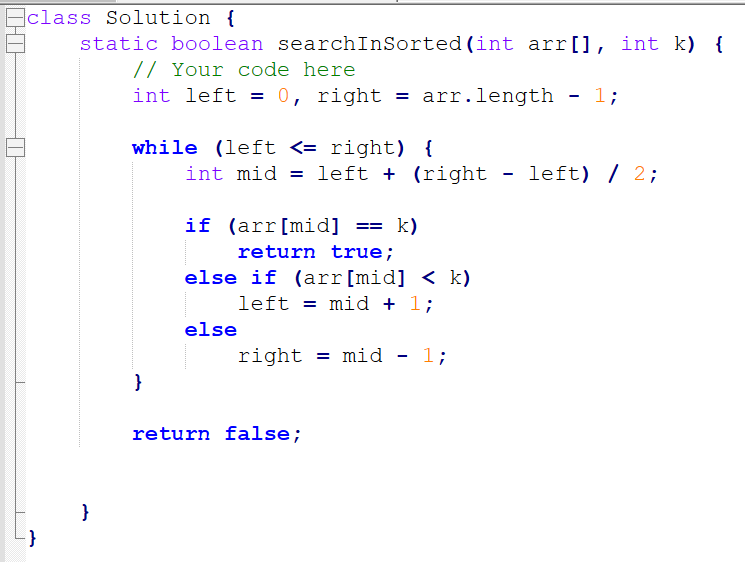 class Solution {
    static boolean searchInSorted(int arr[], int k) {
        // Your code here
        int left = 0, right = arr.length - 1;
        while (left <= right) {
            int mid = left + (right - left) / 2;
            if (arr[mid] == k)
                return true;
            else if (arr[mid] < k)
                left = mid + 1;
            else
                right = mid - 1;
        }
        return false;
    }
}